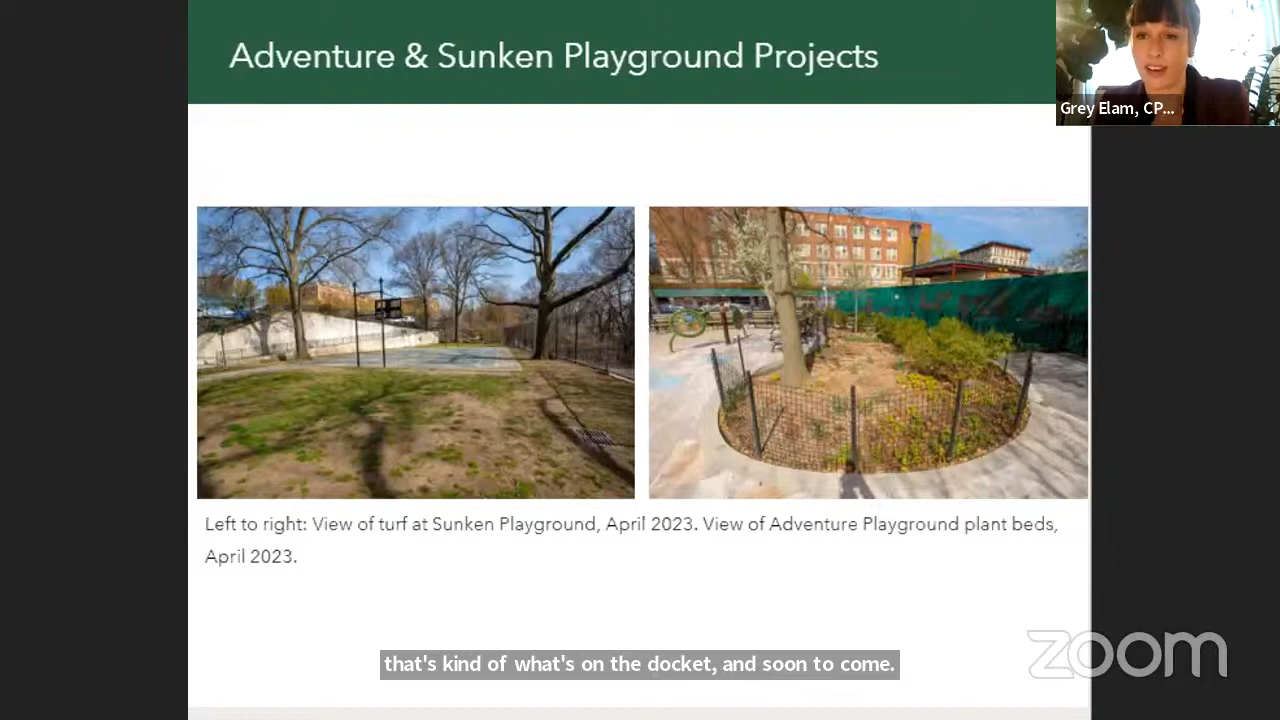 Adventure & Sunken Playground Projects
Grey Elam, CP...
Left to right: View of turf at Sunken Playground, April 2023. View of Adventure Playground plant beds,
April 2023.
that's kind of what's on the docket, and soon to come.
zoom